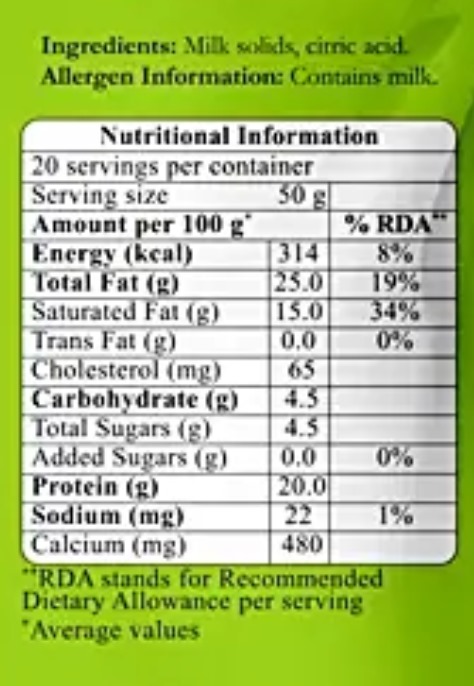 Ingredients: Milk solids, citric acid.
Allergen Information: Contains milk.
Nutritional Information
20 servings per container
Serving size 50 g
Amount per 100 g* % RDA**
Energy (kcal) 314 8%
Total Fat (g) 25.0 19%
Saturated Fat (g) 15.0 34%
Trans Fat (g) 0.0 0%
Cholesterol (mg) 65
Carbohydrate (g) 4.5
Total Sugars (g) 4.5
Added Sugars (g) 0.0 0%
Protein (g) 20.0
Sodium (mg) 22 1%
Calcium (mg) 480
**RDA stands for Recommended
Dietary Allowance per serving
*Average values